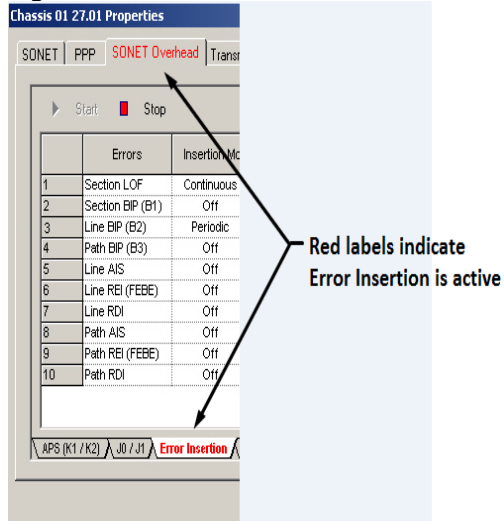 Chassis 01 27.01 Properties
SONET PPP SONET Overhead
Start Stop
Errors Insertion
1 Section LOF Continuous
2 Section BIP (B1) Off
3 Line BIP (B2) Periodic
4 Path BIP (B3) Off
5 Line AIS Off
6 Line REI (FEBE) Off
7 Line RDI Off
8 Path AIS Off
9 Path REI (FEBE) Off
10 Path RDI Off
Red labels indicate
Error Insertion is active
APS (K1 / K2) J0 / J1 Error Insertion